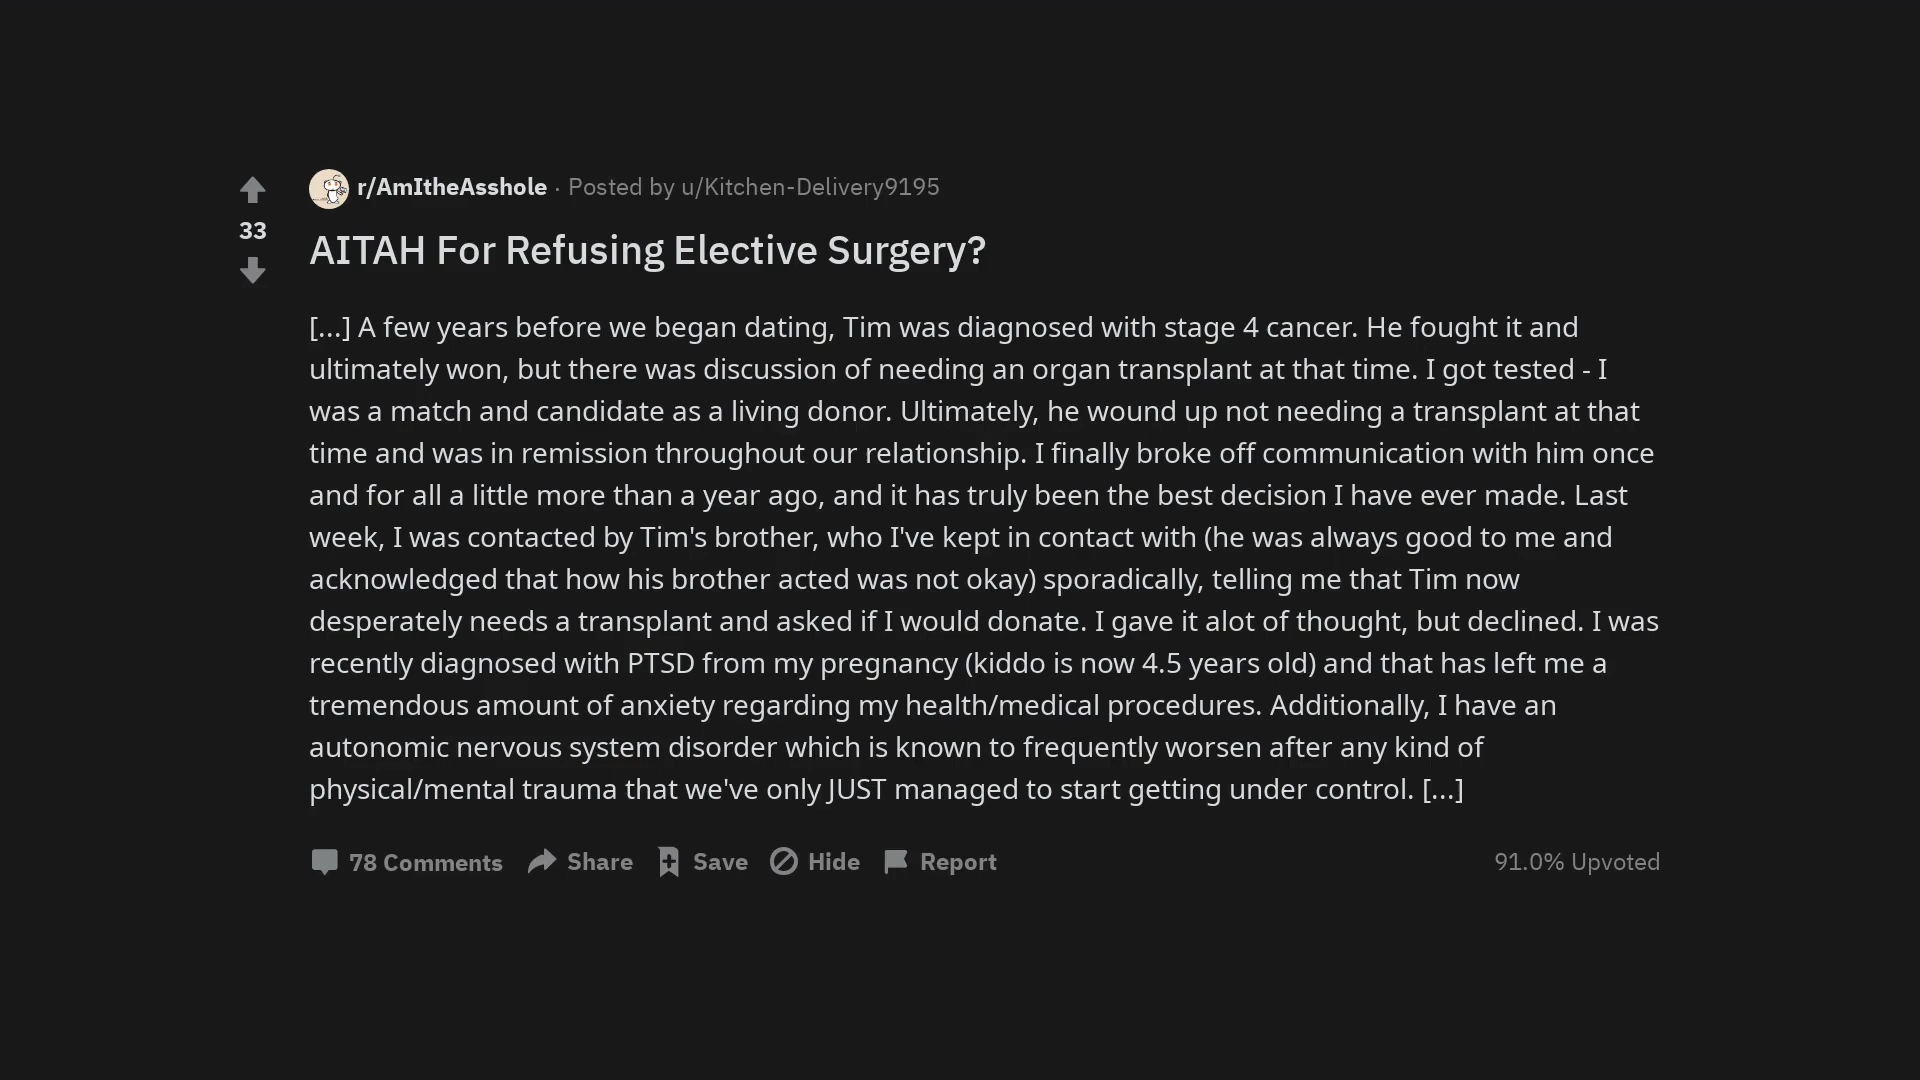 r/AmItheAsshole · Posted by u/Kitchen-Delivery9195
33
AITAH For Refusing Elective Surgery?
[...] A few years before we began dating, Tim was diagnosed with stage 4 cancer. He fought it and
ultimately won, but there was discussion of needing an organ transplant at that time. I got tested - I
was a match and candidate as a living donor. Ultimately, he wound up not needing a transplant at that
time and was in remission throughout our relationship. I finally broke off communication with him once
and for all a little more than a year ago, and it has truly been the best decision I have ever made. Last
week, I was contacted by Tim's brother, who I've kept in contact with (he was always good to me and
acknowledged that how his brother acted was not okay) sporadically, telling me that Tim now
desperately needs a transplant and asked if I would donate. I gave it alot of thought, but declined. I was
recently diagnosed with PTSD from my pregnancy (kiddo is now 4.5 years old) and that has left me a
tremendous amount of anxiety regarding my health/medical procedures. Additionally, I have an
autonomic nervous system disorder which is known to frequently worsen after any kind of
physical/mental trauma that we've only JUST managed to start getting under control. [...]
78 Comments Share Save Hide Report 91.0% Upvoted